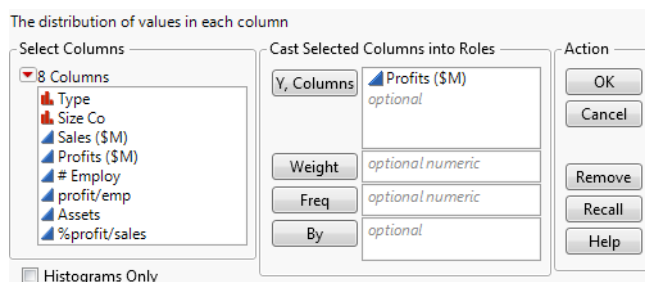 The distribution of values in each column
Select Columns
8 Columns
Type
Size Co
Sales ($M)
Profits ($M)
# Employ
profit/emp
Assets
%profit/sales
Histograms Only
Cast Selected Columns into Roles
Y, Columns
Profits ($M)
optional
Weight
optional numeric
Freq
optional numeric
By
optional
Action
OK
Cancel
Remove
Recall
Help